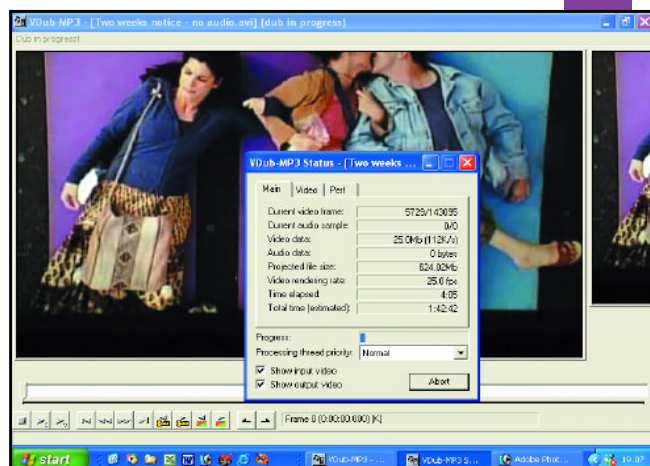 VDub-MP3 - [Two weeks notice - no audio.avi] (dub in progress)
Dub in progress!
VDub-MP3 Status - [Two weeks ...
Main Video Perf
Current video frame: 5729/143095
Current audio sample: 0/0
Video data: 25.0Mb (112K/s)
Audio data: 0 bytes
Projected file size: 624.02Mb
Video rendering rate: 25.0 fps
Time elapsed: 4:05
Total time (estimated): 1:42:42
Progress:
Processing thread priority: Normal
Show input video
Show output video
Abort
Frame 0 (0:00:00.000) [K]
start
VDub-MP3 - ...
VDub-MP3 S...
Adobe Phot...
19.07